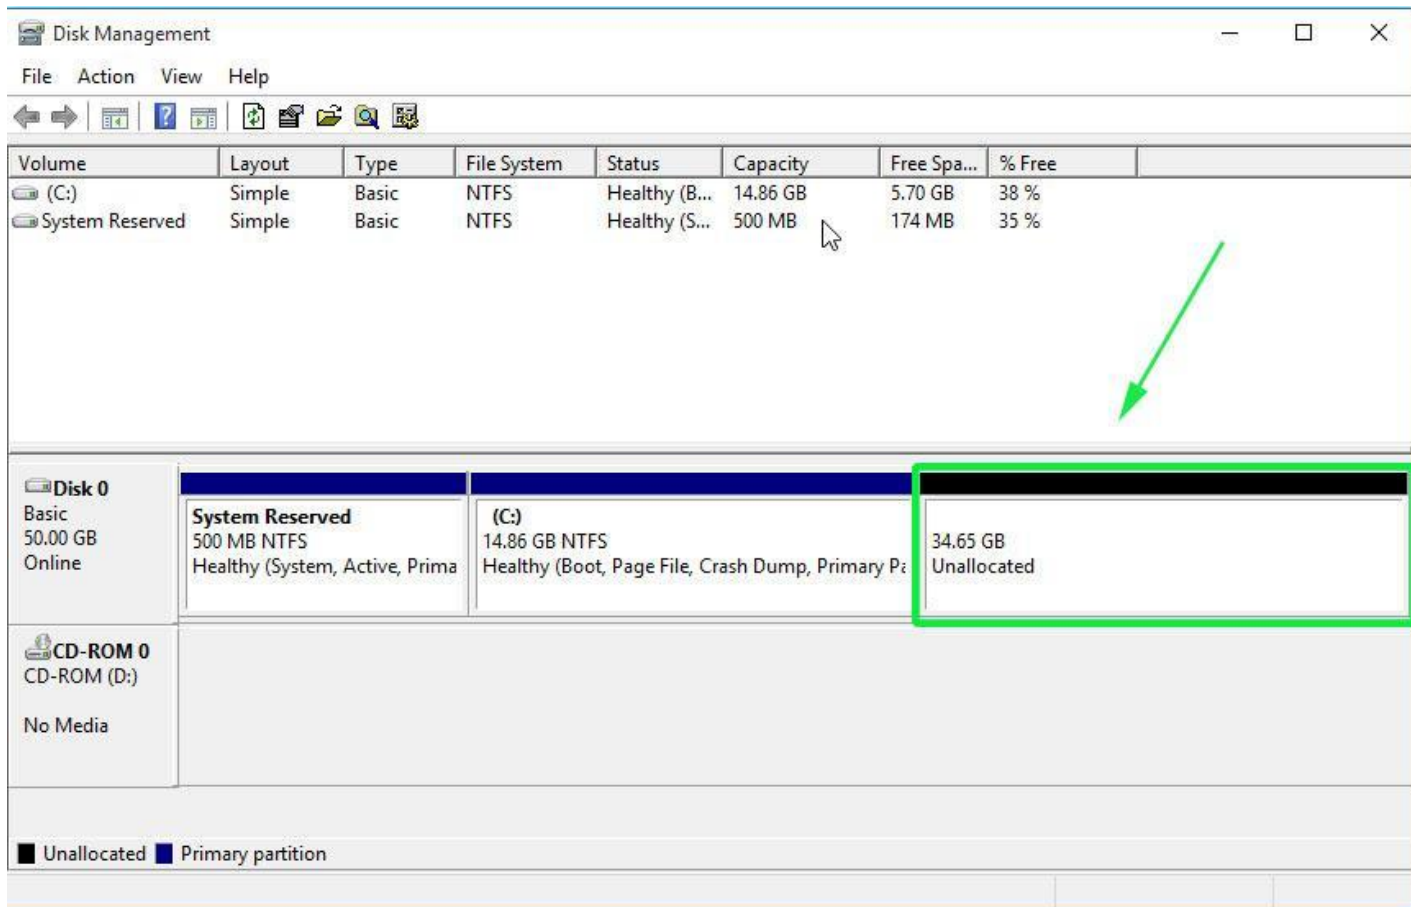 Disk Management
File Action View Help
Volume Layout Type File System Status Capacity Free Spa... % Free
(C:) Simple Basic NTFS Healthy (B... 14.86 GB 5.70 GB 38 %
System Reserved Simple Basic NTFS Healthy (S... 500 MB 174 MB 35 %
Disk 0
Basic
50.00 GB
Online
System Reserved
500 MB NTFS
Healthy (System, Active, Prima
(C:)
14.86 GB NTFS
Healthy (Boot, Page File, Crash Dump, Primary Pa
34.65 GB
Unallocated
CD-ROM 0
CD-ROM (D:)
No Media
Unallocated Primary partition